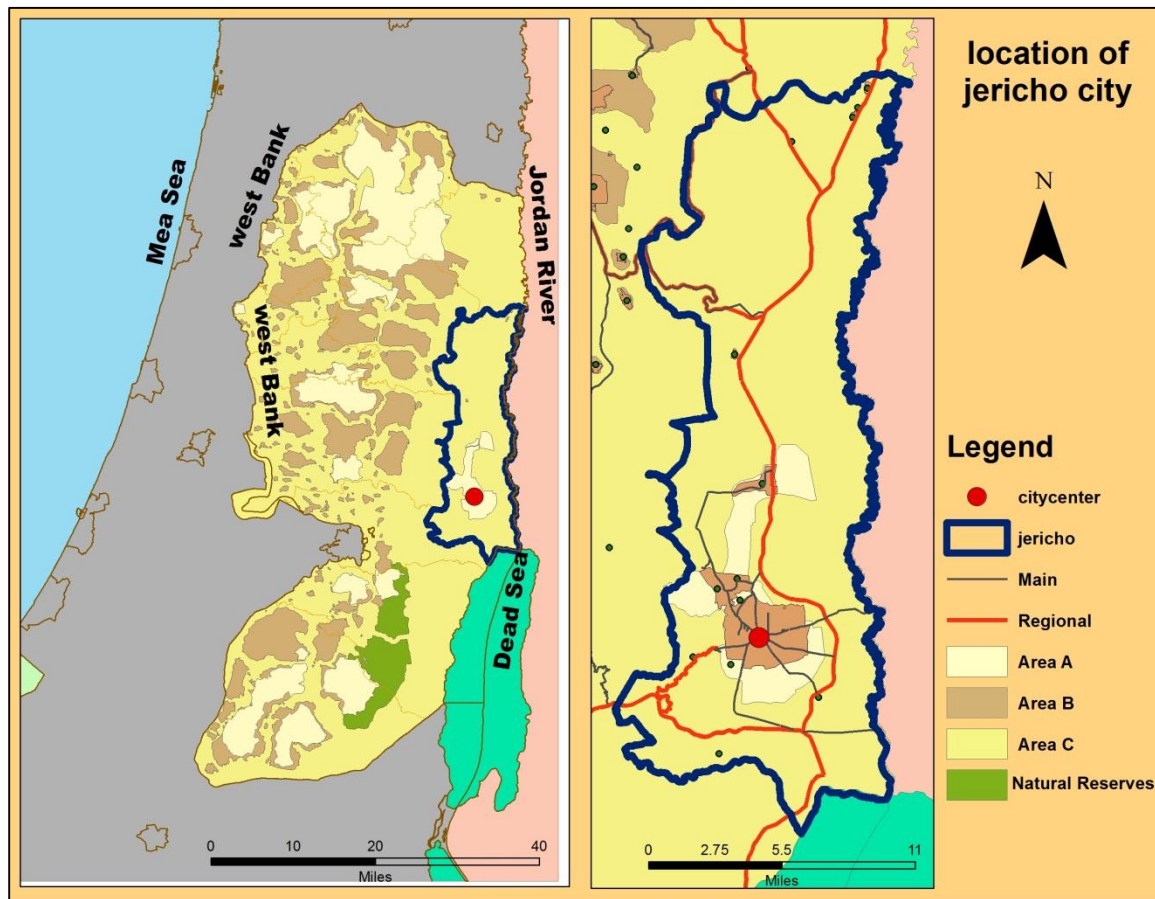 location of
jericho city
N
Mea Sea
west Bank
west Bank
Jordan River
Dead Sea
0 20 40
Miles
0 2.75 5.5 11
Miles
Legend
citycenter
jericho
Main
Regional
Area A
Area B
Area C
Natural Reserves